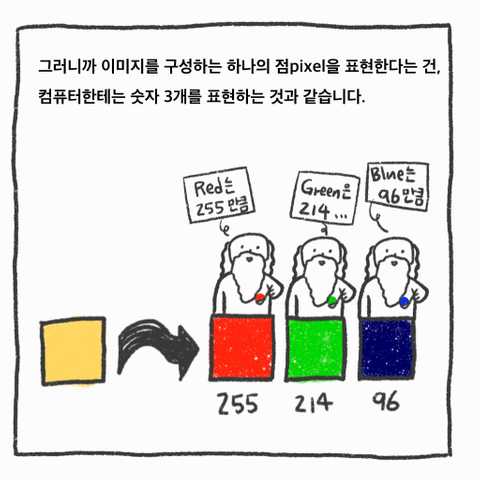 그러니까 이미지를 구성하는 하나의 점pixel을 표현한다는 건,
컴퓨터한테는 숫자 3개를 표현하는 것과 같습니다.
Red는
255만큼
Green은
214...
Blue는
96만큼
255
214
96